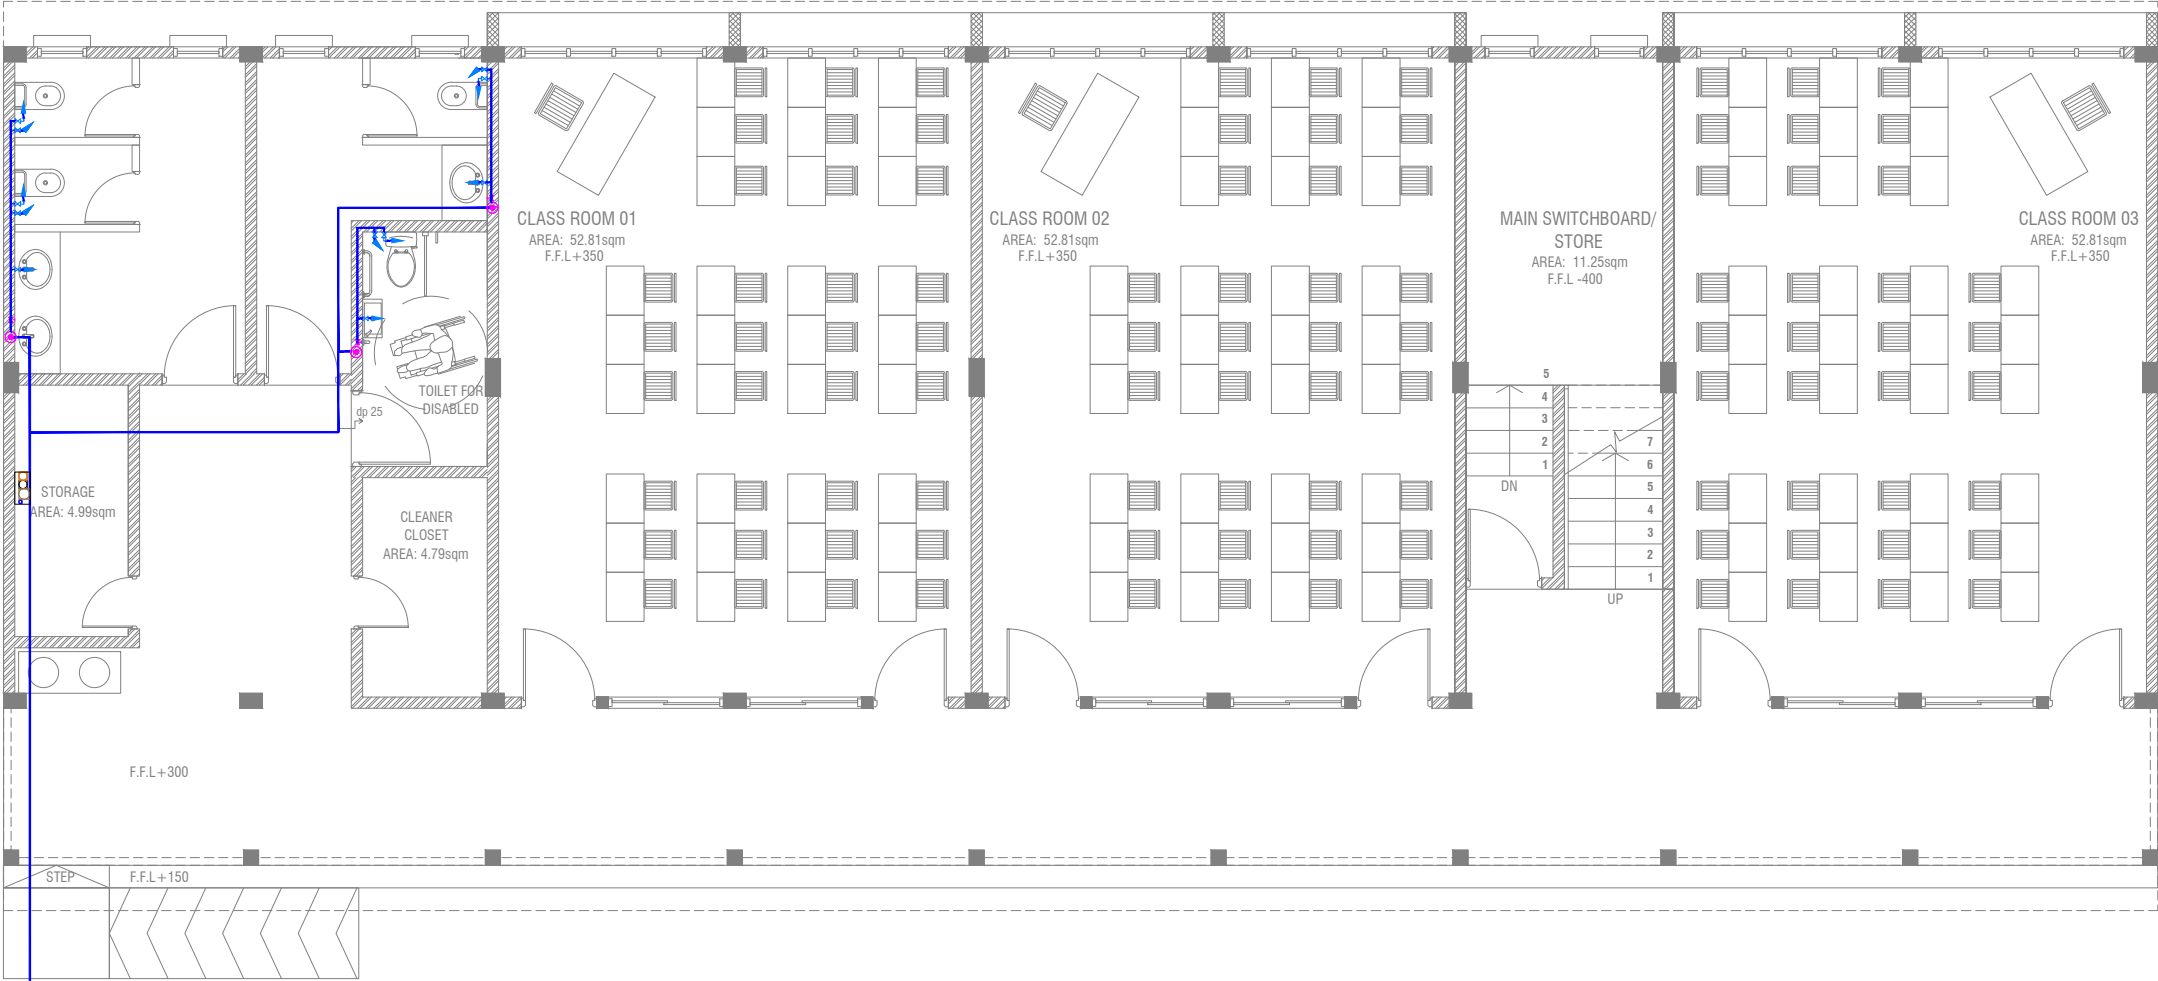 CLASS ROOM 01
AREA: 52.81sqm
F.F.L+350
CLASS ROOM 02
AREA: 52.81sqm
F.F.L+350
MAIN SWITCHBOARD/
STORE
AREA: 11.25sqm
F.F.L -400
CLASS ROOM 03
AREA: 52.81sqm
F.F.L+350
TOILET FOR
DISABLED
dp 25
5
4
3
2
1
DN
7
6
5
4
3
2
1
UP
STORAGE
AREA: 4.99sqm
CLEANER
CLOSET
AREA: 4.79sqm
F.F.L+300
STEP
F.F.L+150